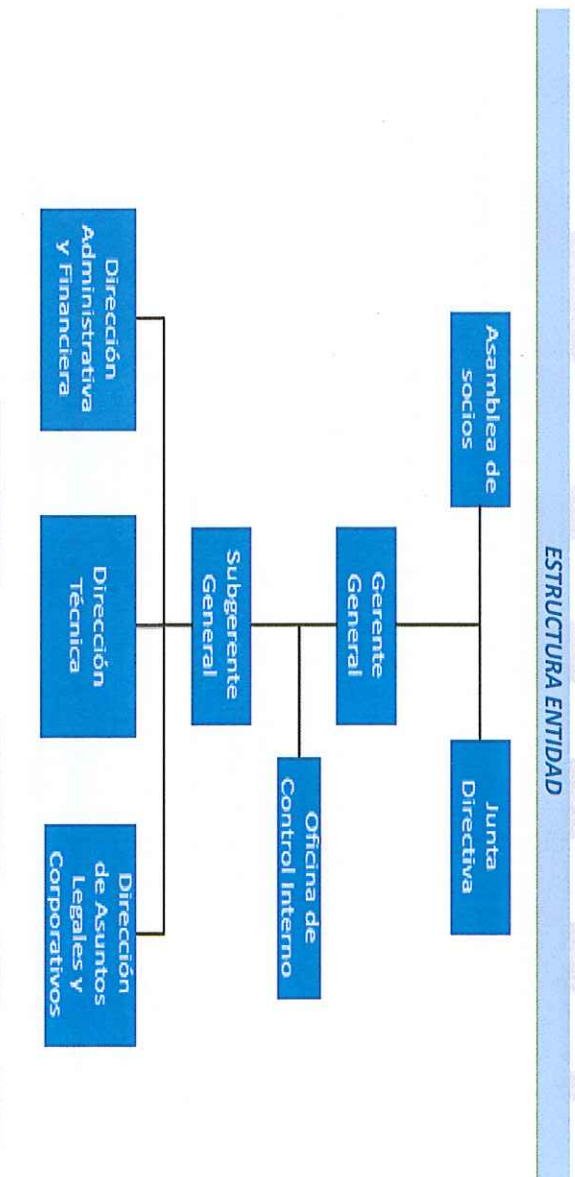 ESTRUCTURA ENTIDAD
Asamblea de
socios
Junta
Directiva
Gerente
General
Oficina de
Control Interno
Subgerente
General
Dirección
Administrativa
y Financiera
Dirección
Técnica
Dirección
de Asuntos
Legales y
Corporativos